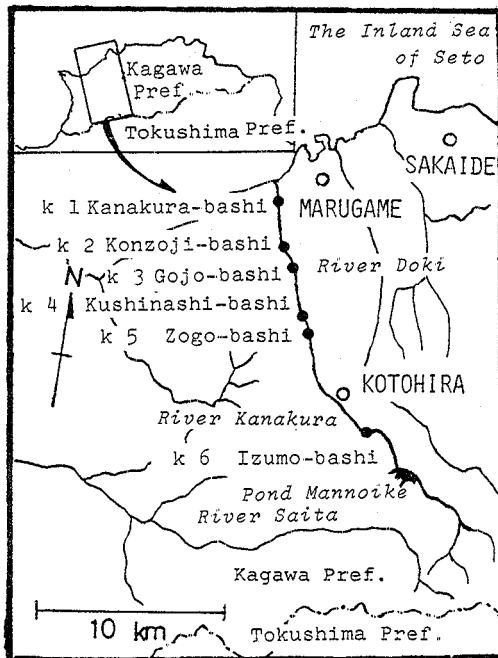 The Inland Sea
of Seto
Kagawa
Pref.
Tokushima Pref.
SAKAIDE
MARUGAME
k 1 Kanakura-bashi
k 2 Konzoji-bashi
River Doki
N
k 3 Gojo-bashi
k 4 Kushinashi-bashi
k 5 Zogo-bashi
KOTOHIRA
River Kanakura
k 6 Izumo-bashi
Pond Mannoike
River Saita
Kagawa Pref.
10 km
Tokushima Pref.